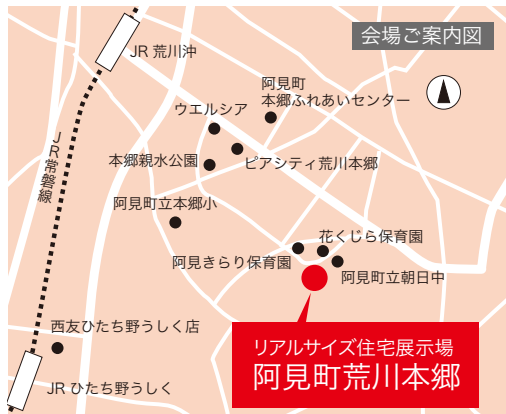 会場ご案内図
JR 荒川沖
阿見町
本郷ふれあいセンター
ウエルシア
本郷親水公園
ピアシティ荒川本郷
JR常磐線
阿見町立本郷小
花くじら保育園
阿見きらり保育園
阿見町立朝日中
西友ひたち野うしく店
リアルサイズ住宅展示場
阿見町荒川本郷
JR ひたち野うしく